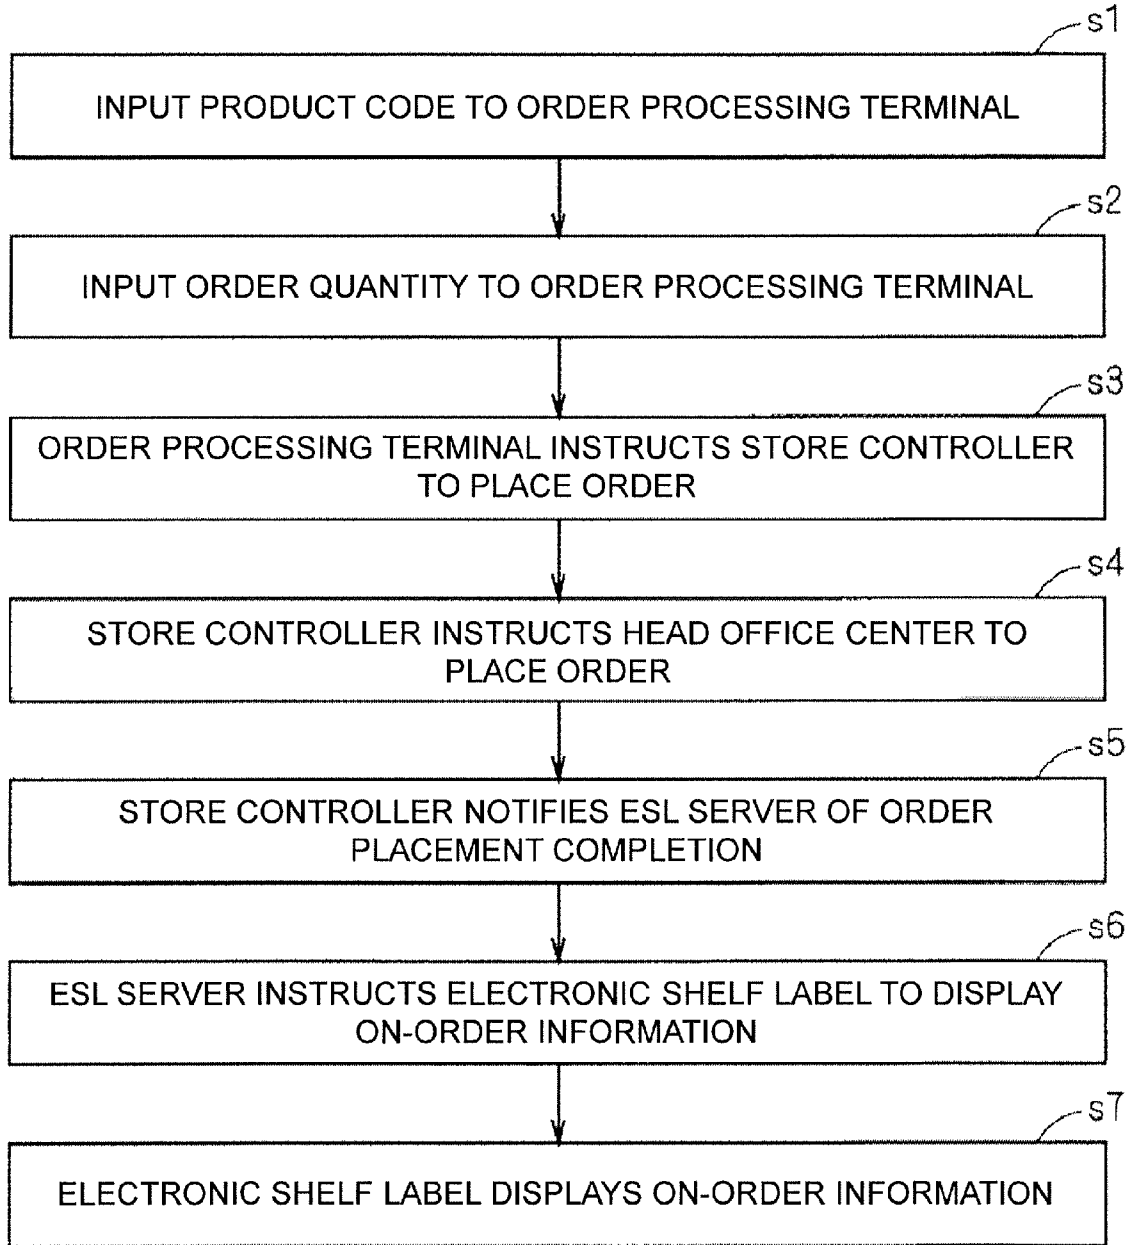 s1
INPUT PRODUCT CODE TO ORDER PROCESSING TERMINAL
s2
INPUT ORDER QUANTITY TO ORDER PROCESSING TERMINAL
s3
ORDER PROCESSING TERMINAL INSTRUCTS STORE CONTROLLER
TO PLACE ORDER
s4
STORE CONTROLLER INSTRUCTS HEAD OFFICE CENTER TO
PLACE ORDER
s5
STORE CONTROLLER NOTIFIES ESL SERVER OF ORDER
PLACEMENT COMPLETION
s6
ESL SERVER INSTRUCTS ELECTRONIC SHELF LABEL TO DISPLAY
ON-ORDER INFORMATION
s7
ELECTRONIC SHELF LABEL DISPLAYS ON-ORDER INFORMATION